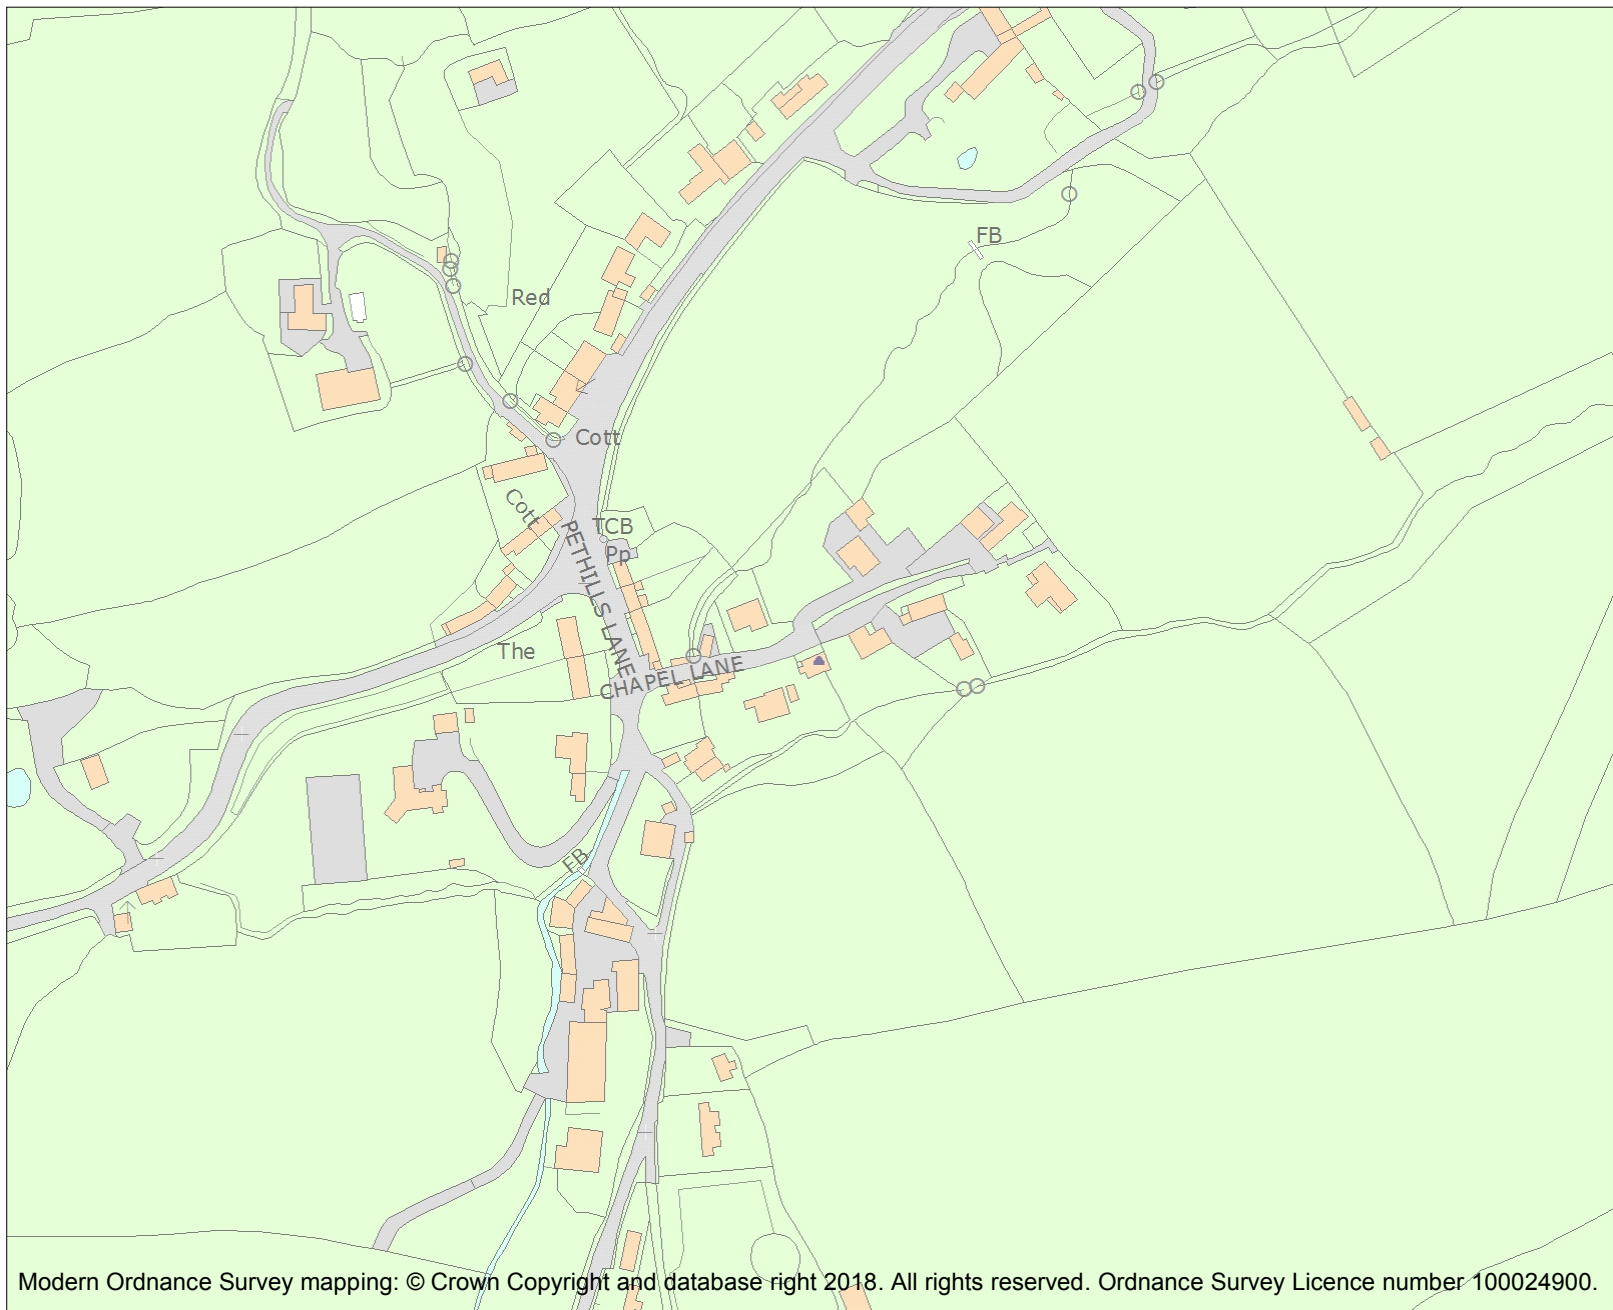 FB
Red
Cott
Cott
TCB
Pp
PETHILLS LANE
The
CHAPEL LANE
FB
Modern Ordnance Survey mapping: © Crown Copyright and database right 2018. All rights reserved. Ordnance Survey Licence number 100024900.